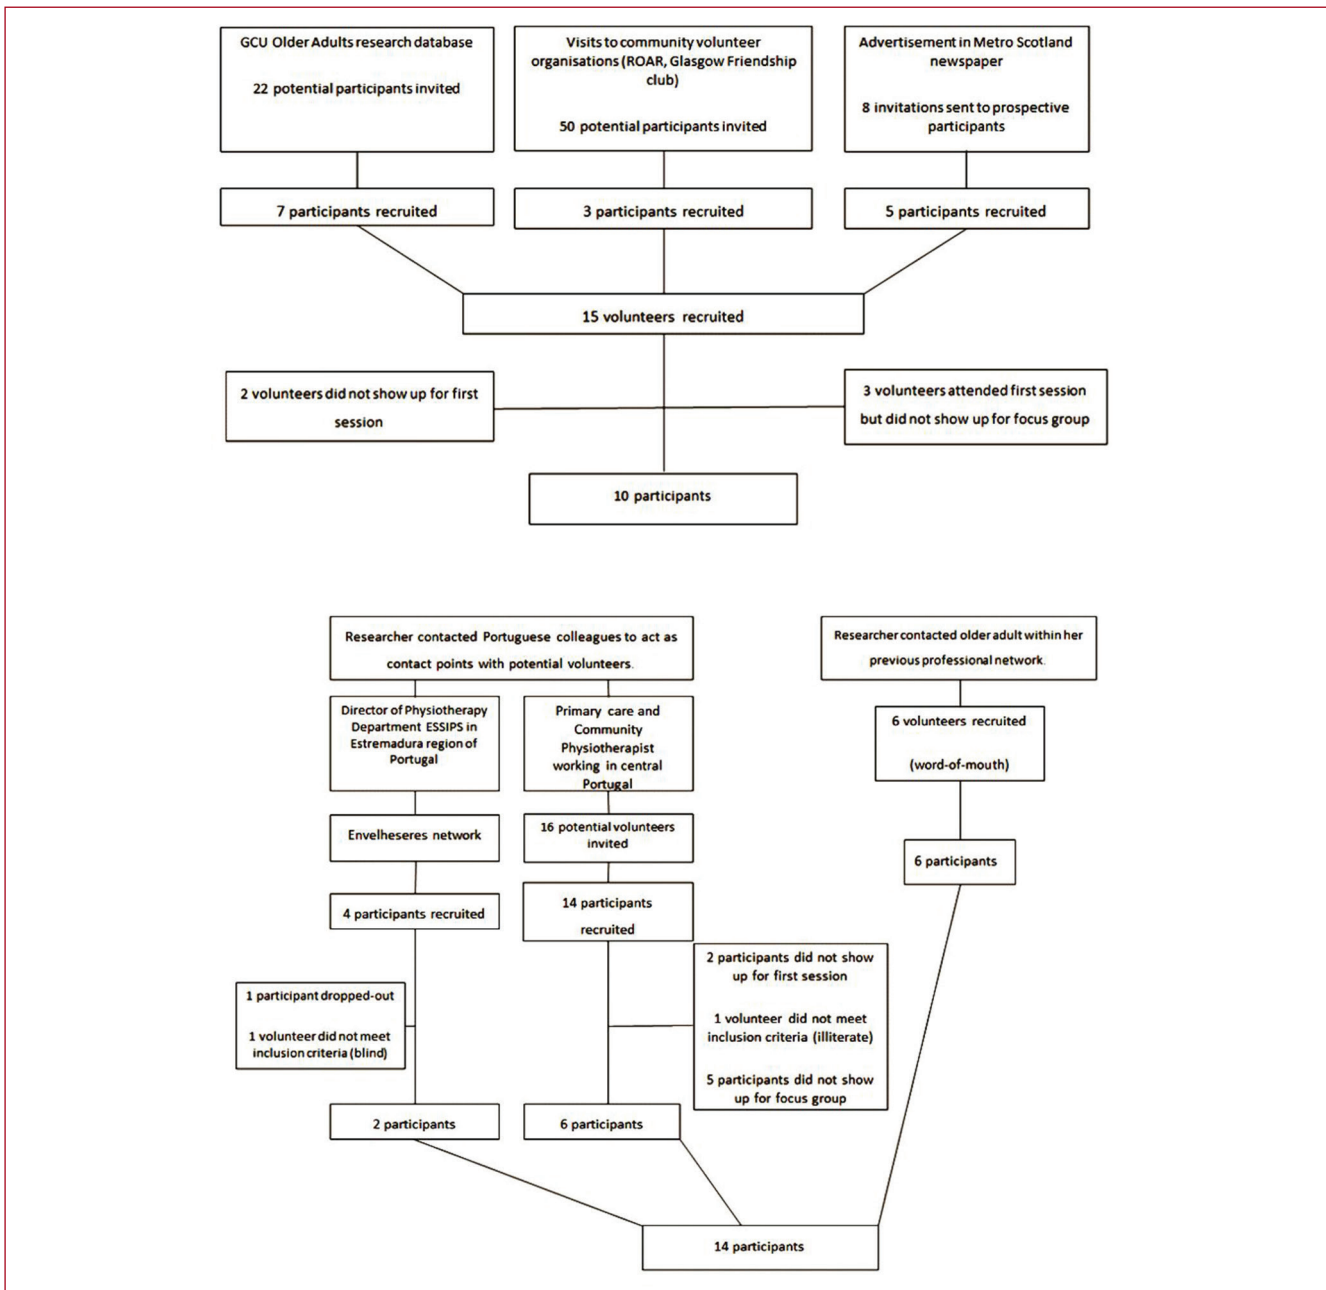 GCU Older Adults research database
22 potential participants invited
Visits to community volunteer
organisations (ROAR, Glasgow Friendship
club)
50 potential participants invited
Advertisement in Metro Scotland
newspaper
8 invitations sent to prospective
participants
7 participants recruited
3 participants recruited
5 participants recruited
15 volunteers recruited
2 volunteers did not show up for first
session
3 volunteers attended first session
but did not show up for focus group
10 participants
Researcher contacted Portuguese colleagues to act as
contact points with potential volunteers.
Researcher contacted older adult within her
previous professional network.
Director of Physiotherapy
Department ESSIPS in
Estremadura region of
Portugal
Primary care and
Community
Physiotherapist
working in central
Portugal
6 volunteers recruited
(word-of-mouth)
Envelheseres network
16 potential volunteers
invited
6 participants
4 participants recruited
14 participants
recruited
1 participant dropped-out
1 volunteer did not meet
inclusion criteria (blind)
2 participants did not show
up for first session
1 volunteer did not meet
inclusion criteria (illiterate)
5 participants did not show
up for focus group
2 participants
6 participants
14 participants